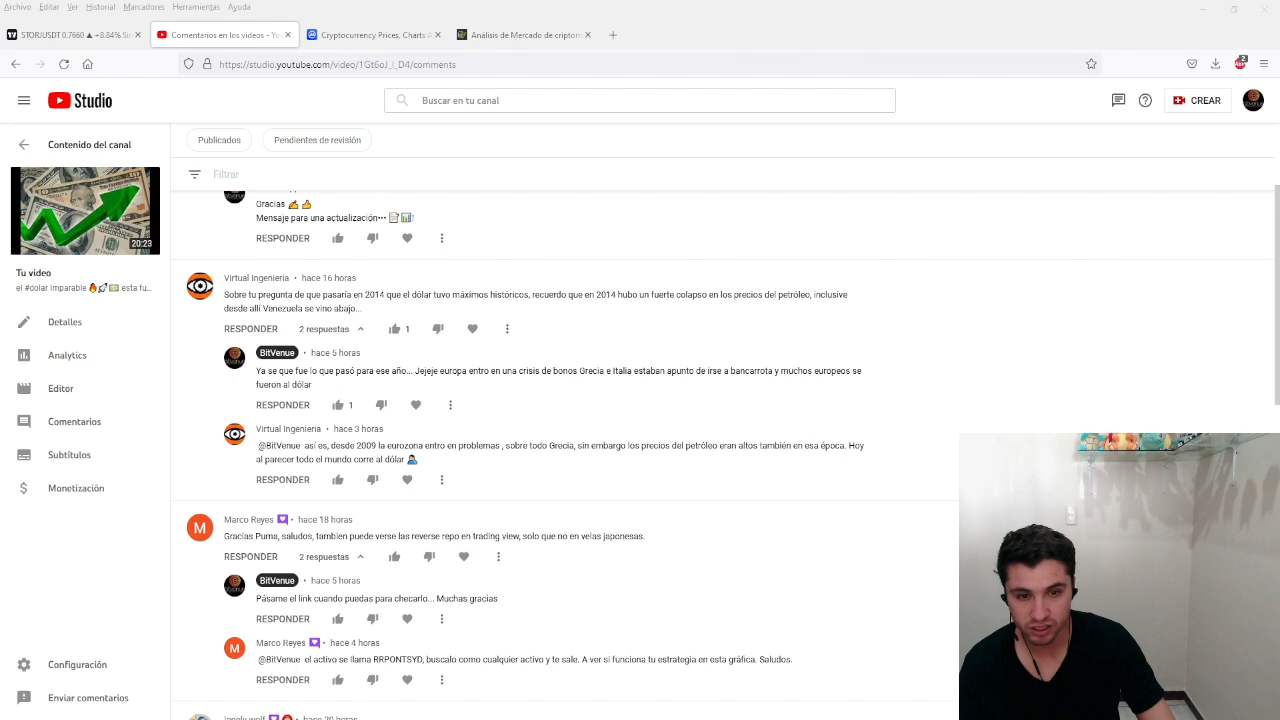 Archivo Editar Ver Historial Marcadores Herramientas Ayuda
STORJUSDT 0.7660 ▲ +8.84%
Comentarios en los videos - Yo
Cryptocurrency Prices, Charts
Análisis de Mercado de criptom
https://studio.youtube.com/video/1Gt6oJ_l_D4/comments
2
Studio
Buscar en tu canal
CREAR
Contenido del canal
20:23
Tu video
el #dolar imparable 🔥🚀💵 esta fu...
Detalles
Analytics
Editor
Comentarios
Subtítulos
Monetización
Configuración
Enviar comentarios
Publicados
Pendientes de revisión
Filtrar
Gracias ✍👍
Mensaje para una actualización••• 📝📊
RESPONDER
Virtual Ingenieria • hace 16 horas
Sobre tu pregunta de que pasaría en 2014 que el dólar tuvo máximos históricos, recuerdo que en 2014 hubo un fuerte colapso en los precios del petróleo, inclusive
desde allí Venezuela se vino abajo...
RESPONDER 2 respuestas 1
BitVenue • hace 5 horas
Ya se que fue lo que pasó para ese año... Jejeje europa entro en una crisis de bonos Grecia e Italia estaban apunto de irse a bancarrota y muchos europeos se
fueron al dólar
RESPONDER 1
Virtual Ingenieria • hace 3 horas
@BitVenue así es, desde 2009 la eurozona entro en problemas , sobre todo Grecia, sin embargo los precios del petróleo eran altos también en esa época. Hoy
al parecer todo el mundo corre al dólar 🤷🏻‍♂️
RESPONDER
M
Marco Reyes • hace 18 horas
Gracias Puma, saludos, tambien puede verse las reverse repo en trading view, solo que no en velas japonesas.
RESPONDER 2 respuestas
BitVenue • hace 5 horas
Pásame el link cuando puedas para checarlo... Muchas gracias
RESPONDER
M
Marco Reyes • hace 4 horas
@BitVenue el activo se llama RRPONTSYD, buscalo como cualquier activo y te sale. A ver si funciona tu estrategia en esta gráfica. Saludos.
RESPONDER
lonely wolf • hace 20 horas